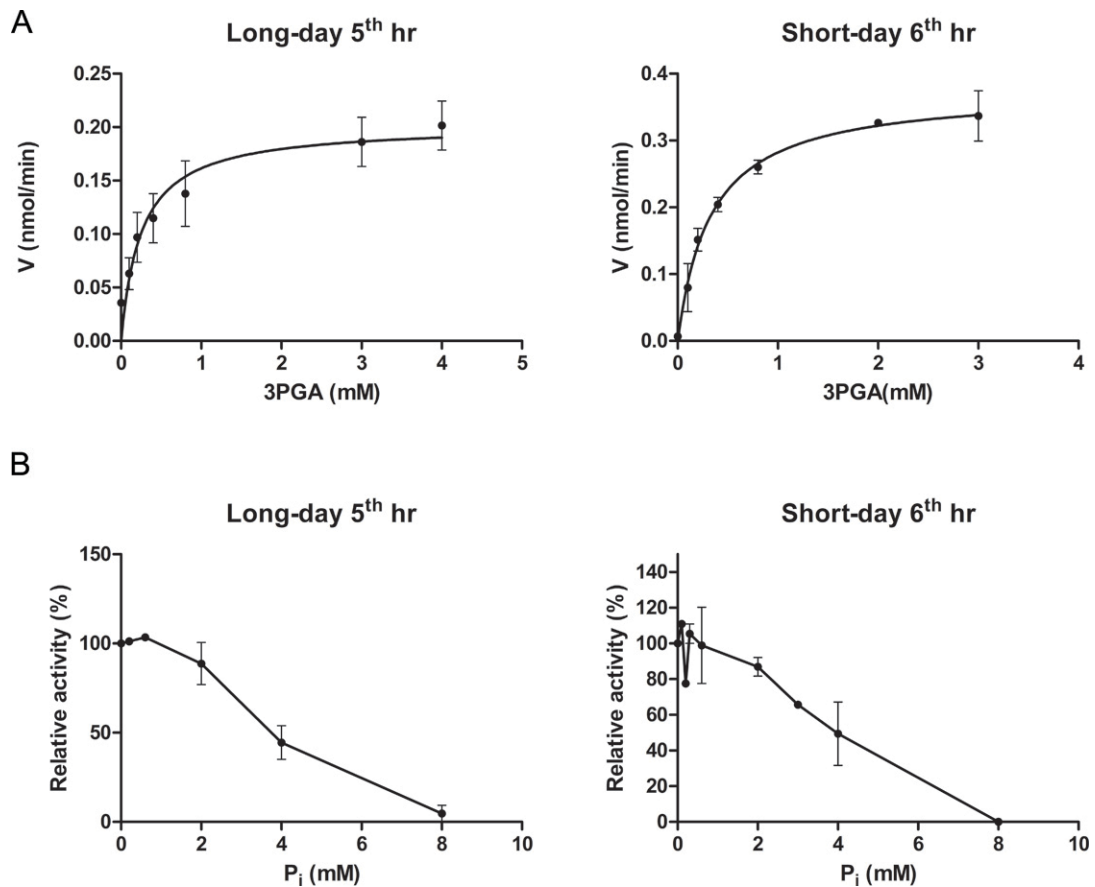 A
Long-day 5th hr
Short-day 6th hr
V (nmol/min)
0.25
0.20
0.15
0.10
0.05
0.00
0 1 2 3 4 5
3PGA (mM)
V (nmol/min)
0.4
0.3
0.2
0.1
0.0
0 1 2 3 4
3PGA(mM)
B
Long-day 5th hr
Short-day 6th hr
Relative activity (%)
150
100
50
0
0 2 4 6 8 10
Pi (mM)
Relative activity (%)
140
120
100
80
60
40
20
0
0 2 4 6 8 10
Pi (mM)